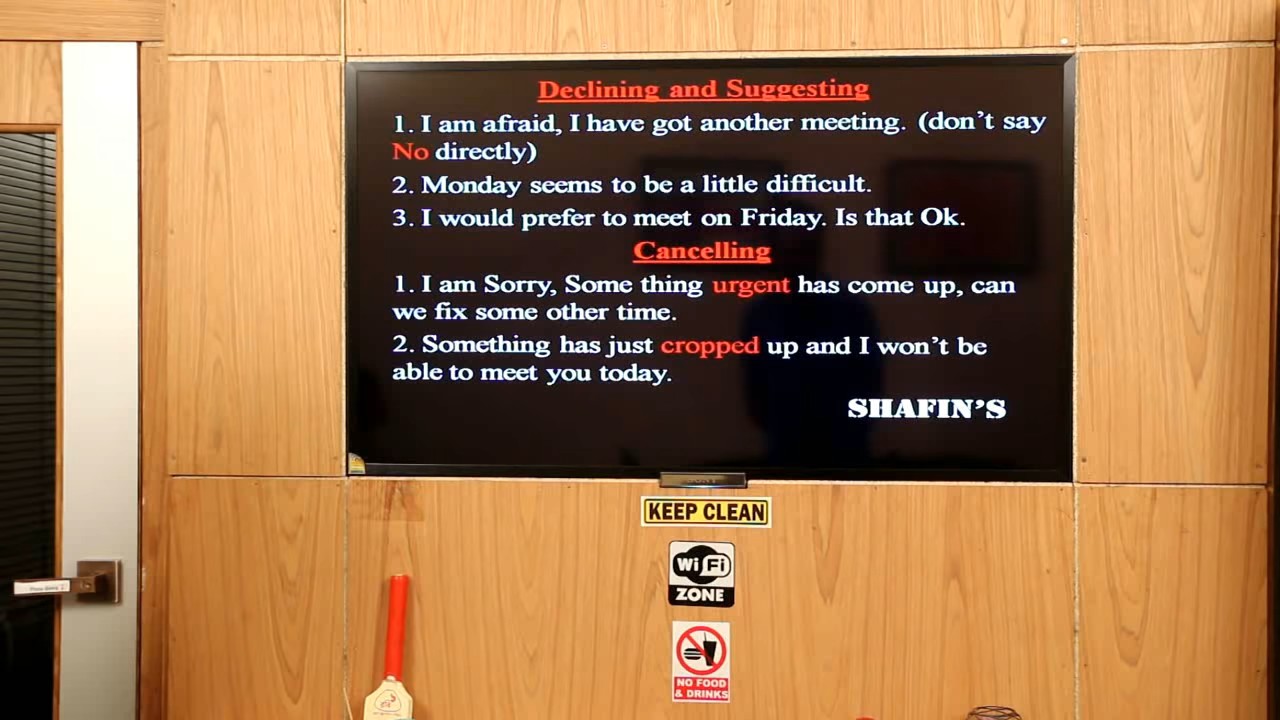 Declining and Suggesting
1. I am afraid, I have got another meeting. (don't say
No directly)
2. Monday seems to be a little difficult.
3. I would prefer to meet on Friday. Is that Ok.
Cancelling
1. I am Sorry, Some thing urgent has come up, can
we fix some other time.
2. Something has just cropped up and I won't be
able to meet you today.
SHAFIN'S
SONY
KEEP CLEAN
Wi Fi
ZONE
NO FOOD
& DRINKS